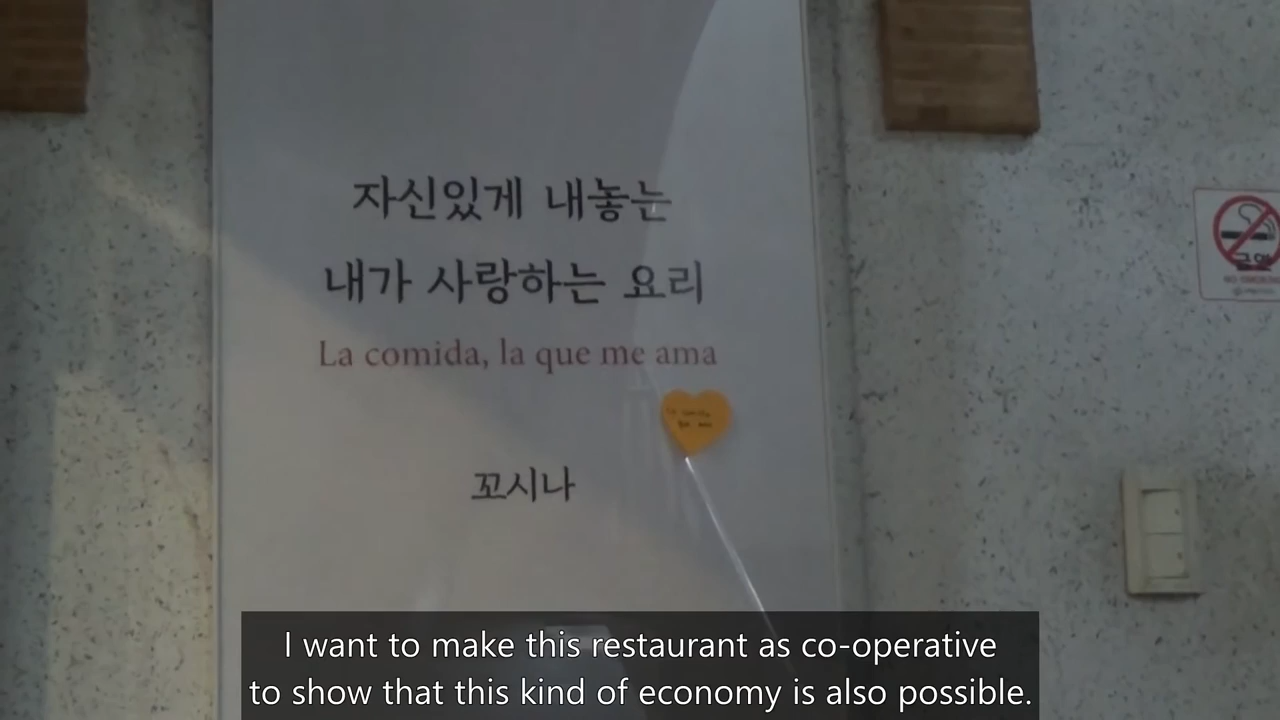 자신있게 내놓는
내가 사랑하는 요리
La comida, la que me ama
꼬시나
I want to make this restaurant as co-operative
to show that this kind of economy is also possible.